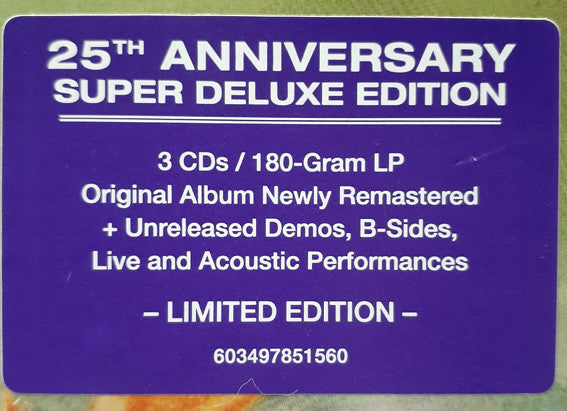 25TH ANNIVERSARY
SUPER DELUXE EDITION
3 CDs / 180-Gram LP
Original Album Newly Remastered
+ Unreleased Demos, B-Sides,
Live and Acoustic Performances
– LIMITED EDITION –
603497851560